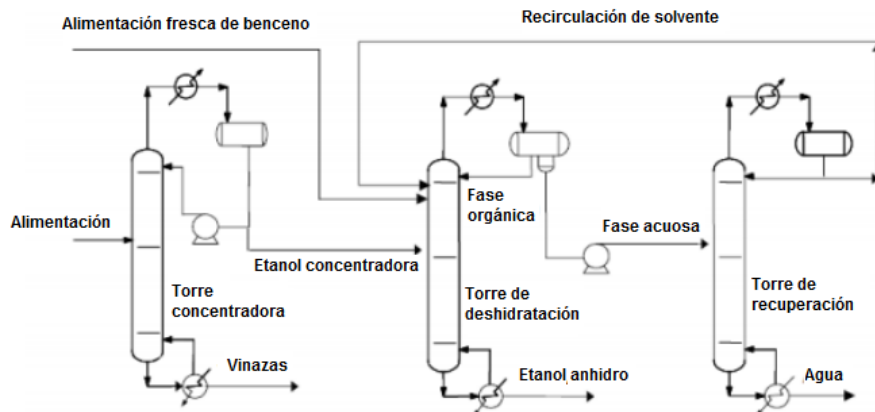 Alimentación fresca de benceno
Recirculación de solvente
Alimentación
Etanol concentradora
Torre
concentradora
Vinazas
Fase
orgánica
Fase acuosa
Torre de
deshidratación
Etanol anhidro
Torre de
recuperación
Agua